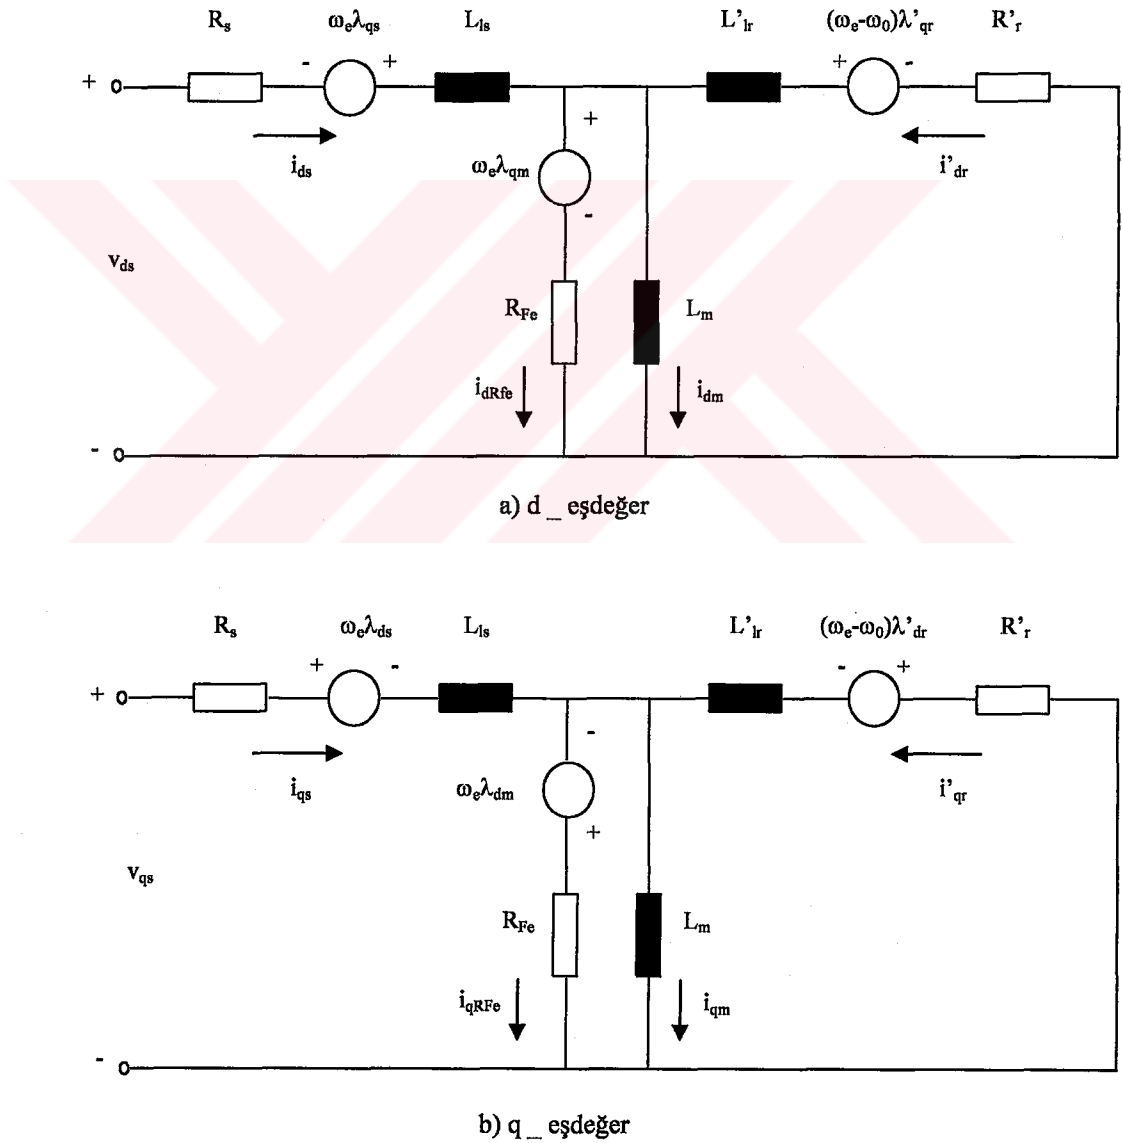 Rs ωeλqs Lls L'lr (ωe-ω0)λ'qr R'r
- + + -
+
+
ids i'dr
ωeλqm
-
vds
RFe Lm
idRfe idm
-
a) d _ eşdeğer
Rs ωeλds Lls L'lr (ωe-ω0)λ'dr R'r
+ - - +
+
-
iqs i'qr
ωeλdm
+
vqs
RFe Lm
iqRFe iqm
-
b) q _ eşdeğer